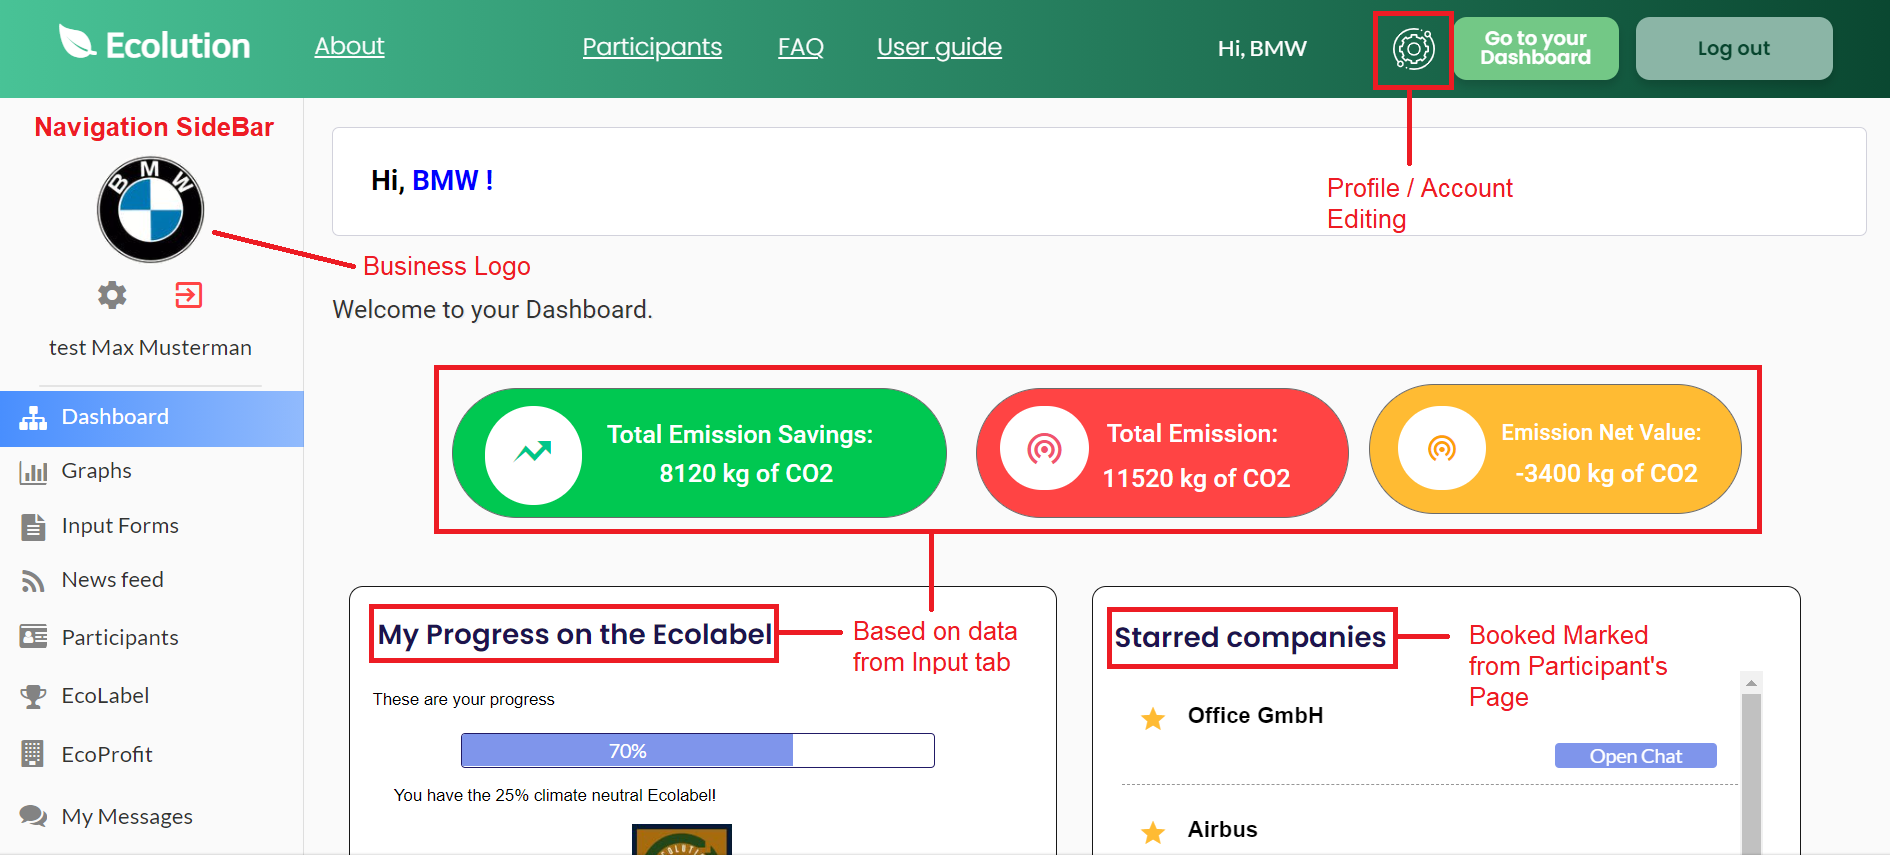 Ecolution
About
Participants
FAQ
User guide
Hi, BMW
Go to your
Dashboard
Log out
Navigation SideBar
BMW
Business Logo
test Max Musterman
Dashboard
Graphs
Input Forms
News feed
Participants
EcoLabel
EcoProfit
My Messages
Hi, BMW !
Profile / Account
Editing
Welcome to your Dashboard.
Total Emission Savings:
8120 kg of CO2
Total Emission:
11520 kg of CO2
Emission Net Value:
-3400 kg of CO2
My Progress on the Ecolabel
Based on data
from Input tab
These are your progress
70%
You have the 25% climate neutral Ecolabel!
Starred companies
Booked Marked
from Participant's
Page
Office GmbH
Open Chat
Airbus